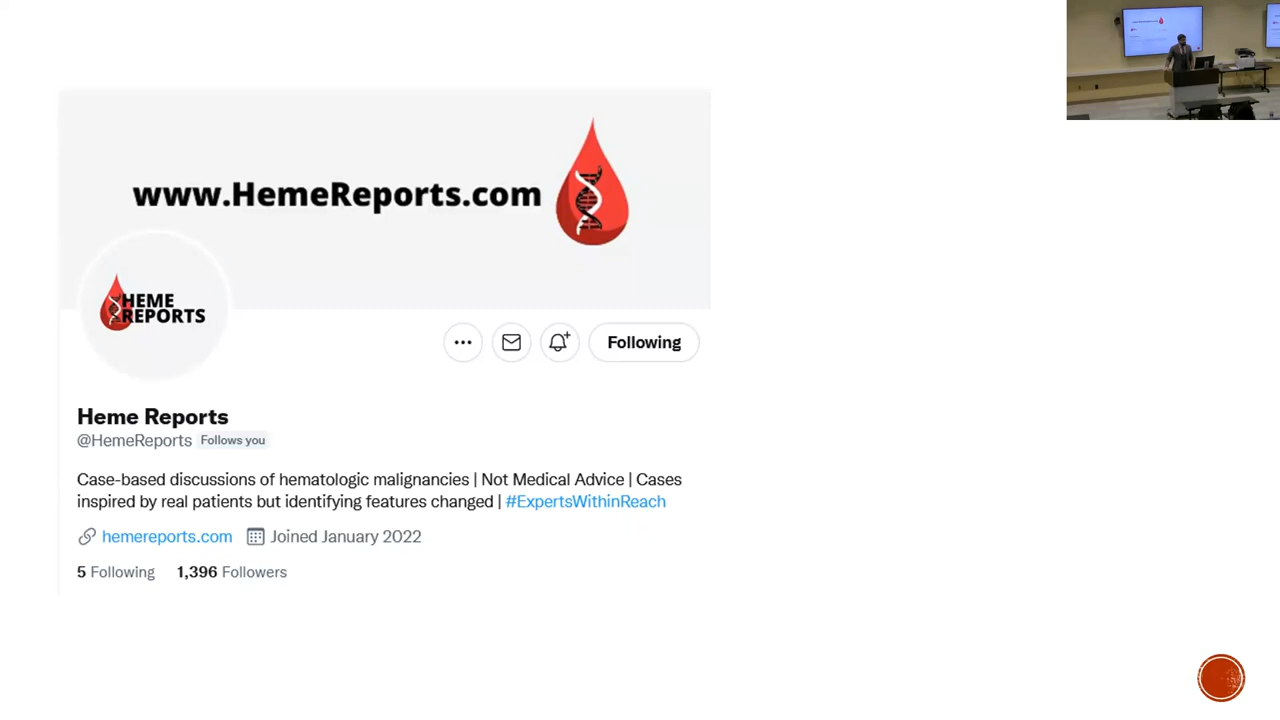 www.HemeReports.com
HEME
REPORTS
Following
Heme Reports
@HemeReports Follows you
Case-based discussions of hematologic malignancies | Not Medical Advice | Cases
inspired by real patients but identifying features changed | #ExpertsWithinReach
hemereports.com Joined January 2022
5 Following 1,396 Followers